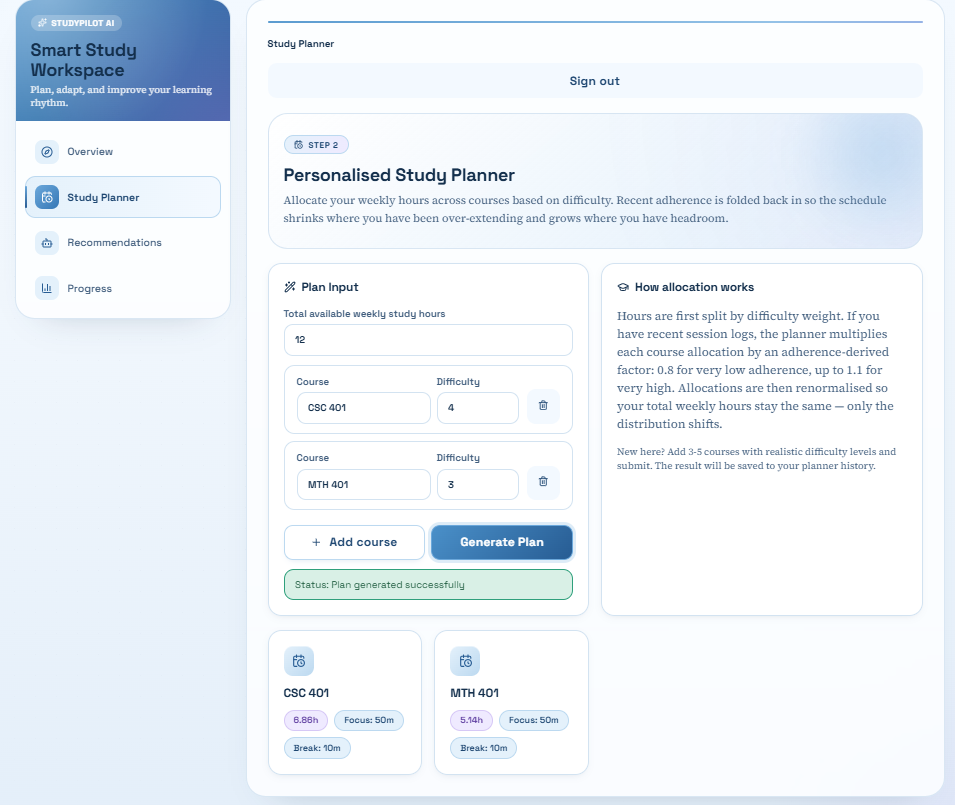 STUDYPILOT AI
Smart Study
Workspace
Plan, adapt, and improve your learning
rhythm.
Overview
Study Planner
Recommendations
Progress
Study Planner
Sign out
STEP 2
Personalised Study Planner
Allocate your weekly hours across courses based on difficulty. Recent adherence is folded back in so the schedule
shrinks where you have been over-extending and grows where you have headroom.
Plan Input
Total available weekly study hours
12
Course Difficulty
CSC 401 4
Course Difficulty
MTH 401 3
+ Add course Generate Plan
Status: Plan generated successfully
How allocation works
Hours are first split by difficulty weight. If you
have recent session logs, the planner multiplies
each course allocation by an adherence-derived
factor: 0.8 for very low adherence, up to 1.1 for
very high. Allocations are then renormalised so
your total weekly hours stay the same — only the
distribution shifts.
New here? Add 3-5 courses with realistic difficulty levels and
submit. The result will be saved to your planner history.
CSC 401
6.86h Focus: 50m
Break: 10m
MTH 401
5.14h Focus: 50m
Break: 10m